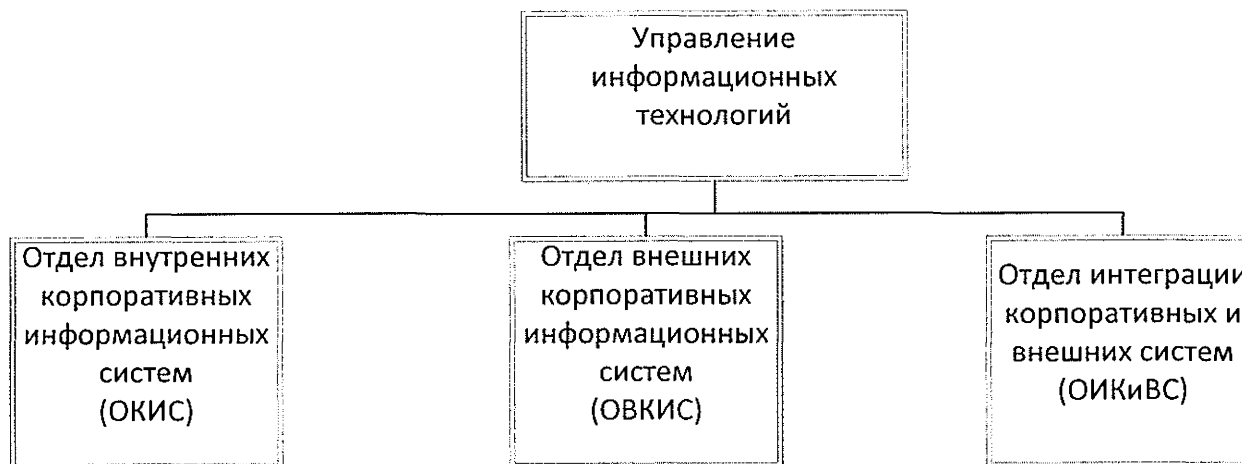 Управление
информационных
технологий
Отдел внутренних
корпоративных
информационных
систем
(ОКИС)
Отдел внешних
корпоративных
информационных
систем
(ОВКИС)
Отдел интеграции
корпоративных и
внешних систем
(ОИКиВС)